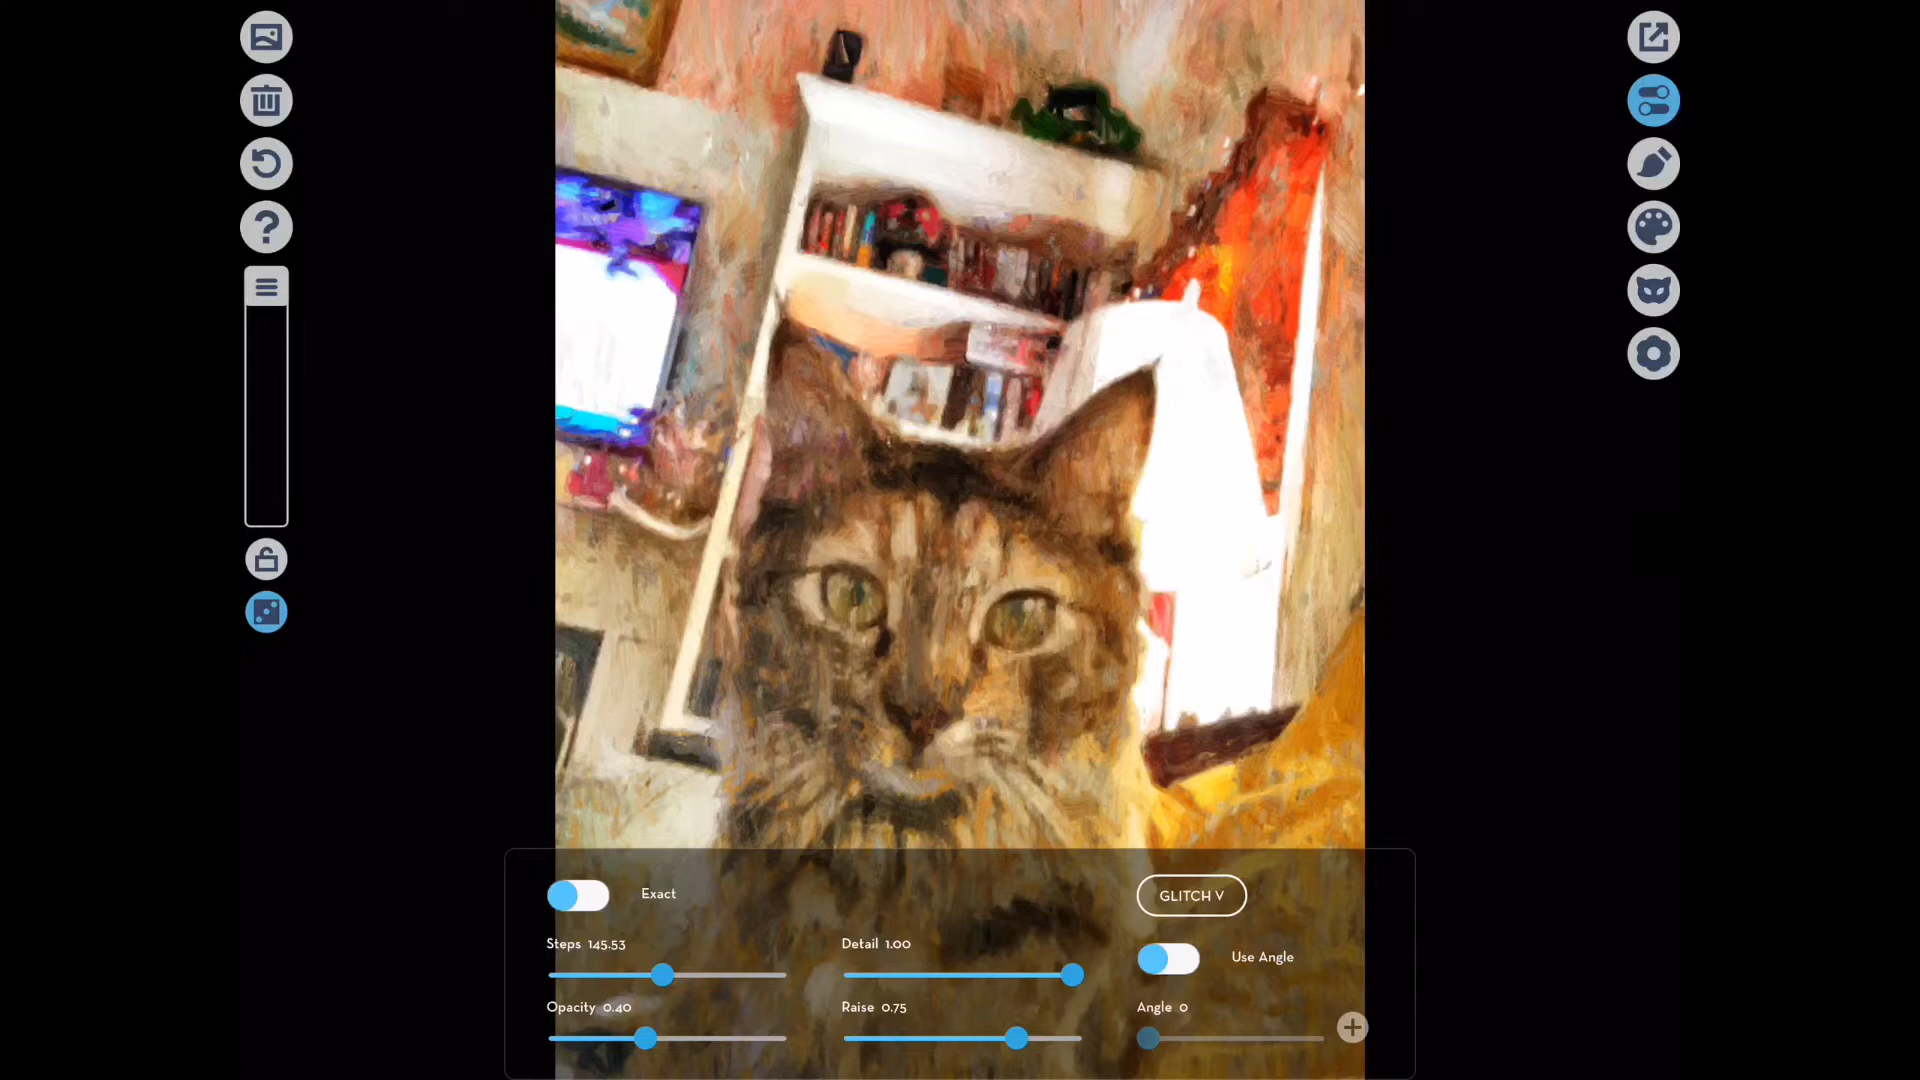 Exact
GLITCH V
Steps 145.53
Detail 1.00
Use Angle
Opacity 0.40
Raise 0.75
Angle 0